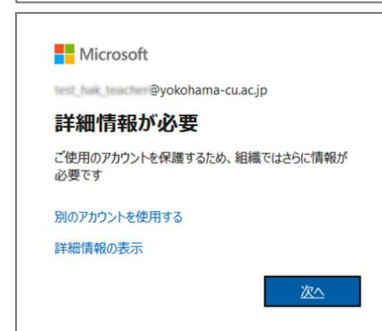 Microsoft
@yokohama-cu.ac.jp
詳細情報が必要
ご使用のアカウントを保護するため、組織ではさらに情報が
必要です
別のアカウントを使用する
詳細情報の表示
次へ